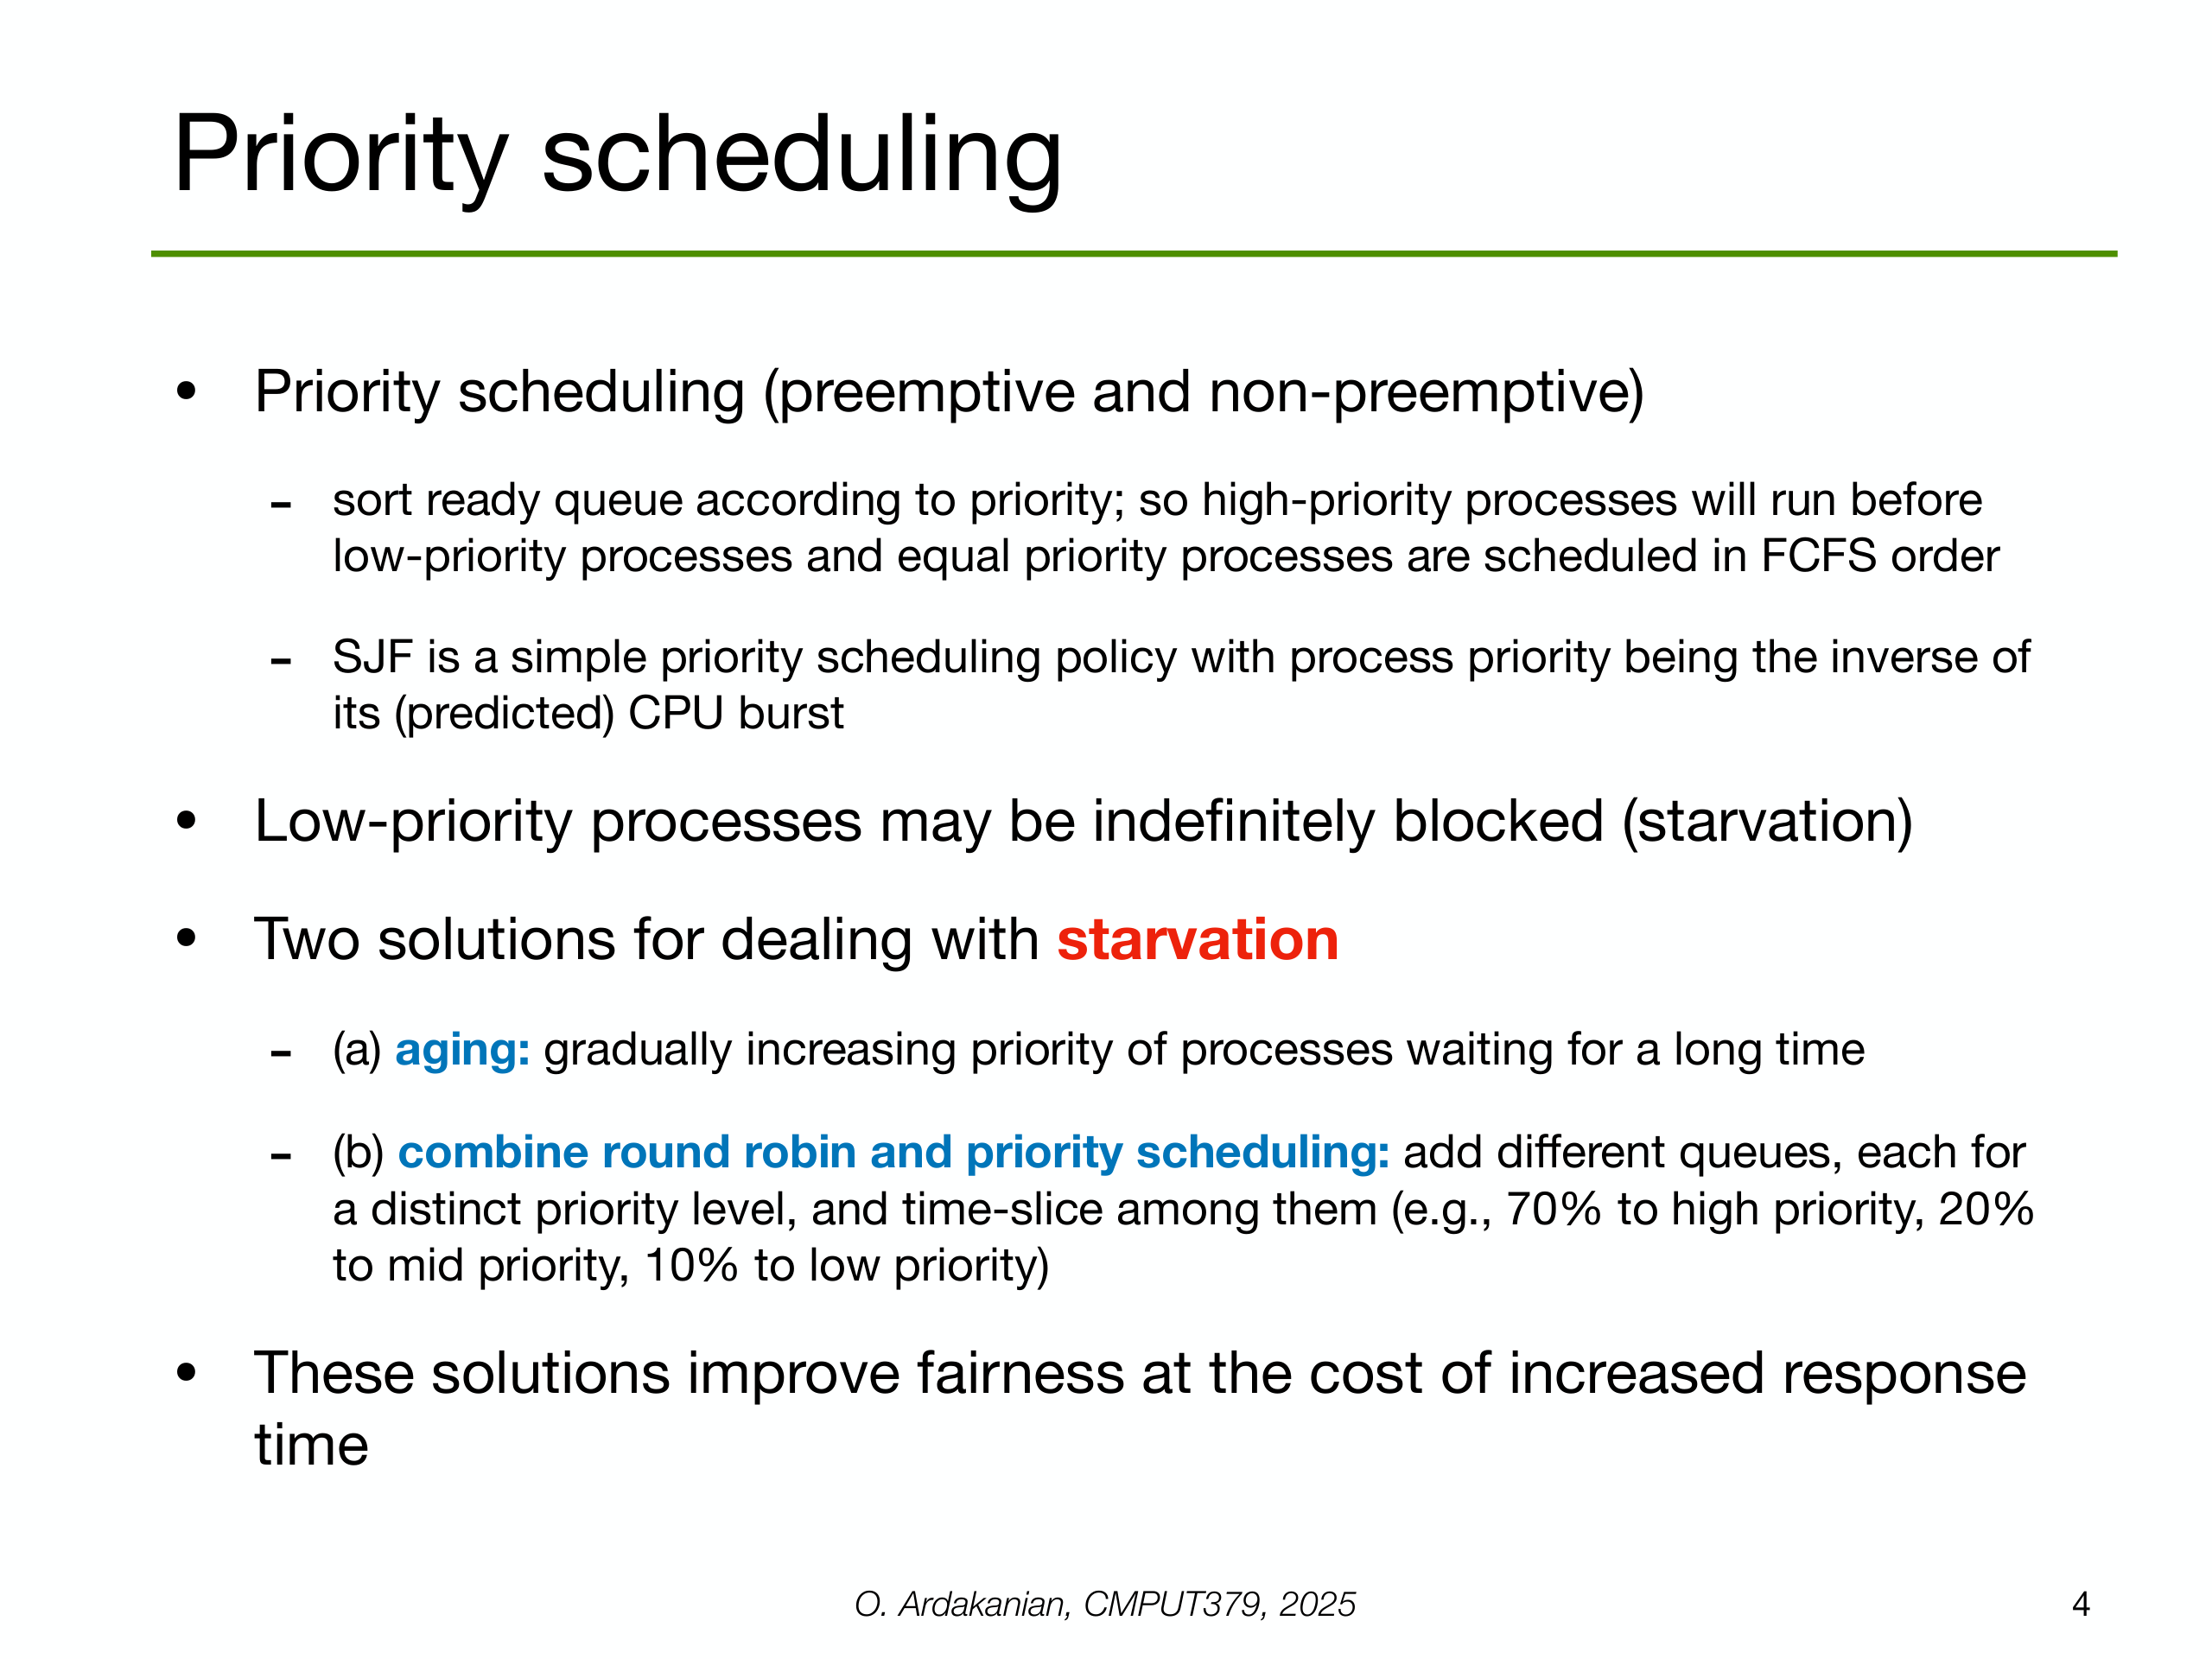 Priority scheduling
• Priority scheduling (preemptive and non-preemptive)
- sort ready queue according to priority; so high-priority processes will run before
low-priority processes and equal priority processes are scheduled in FCFS order
- SJF is a simple priority scheduling policy with process priority being the inverse of
its (predicted) CPU burst
• Low-priority processes may be indefinitely blocked (starvation)
• Two solutions for dealing with starvation
- (a) aging: gradually increasing priority of processes waiting for a long time
- (b) combine round robin and priority scheduling: add different queues, each for
a distinct priority level, and time-slice among them (e.g., 70% to high priority, 20%
to mid priority, 10% to low priority)
• These solutions improve fairness at the cost of increased response
time
O. Ardakanian, CMPUT379, 2025
4